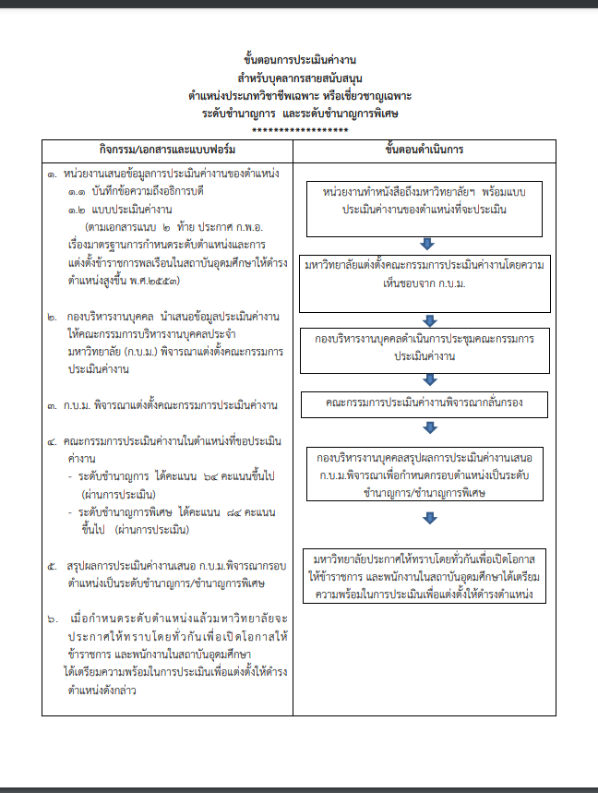 ขั้นตอนการประเมินค่างาน
สำหรับบุคลากรสายสนับสนุน
ตำแหน่งประเภทวิชาชีพเฉพาะ หรือเชี่ยวชาญเฉพาะ
ระดับชำนาญการ และระดับชำนาญการพิเศษ
******************
กิจกรรม/เอกสารและแบบฟอร์ม
๑. หน่วยงานเสนอข้อมูลการประเมินค่างานของตำแหน่ง
๑.๑ บันทึกข้อความถึงอธิการบดี
๑.๒ แบบประเมินค่างาน
(ตามเอกสารแนบ ๒ ท้าย ประกาศ ก.พ.อ.
เรื่องมาตรฐานการกำหนดระดับตำแหน่งและการ
แต่งตั้งข้าราชการพลเรือนในสถาบันอุดมศึกษาให้ดำรง
ตำแหน่งสูงขึ้น พ.ศ.๒๕๕๓)
๒. กองบริหารงานบุคคล นำเสนอข้อมูลประเมินค่างาน
ให้คณะกรรมการบริหารงานบุคคลประจำ
มหาวิทยาลัย (ก.บ.ม.) พิจารณาแต่งตั้งคณะกรรมการ
ประเมินค่างาน
๓. ก.บ.ม. พิจารณาแต่งตั้งคณะกรรมการประเมินค่างาน
๔. คณะกรรมการประเมินค่างานในตำแหน่งที่ขอประเมิน
ค่างาน
- ระดับชำนาญการ ได้คะแนน ๖๔ คะแนนขึ้นไป
(ผ่านการประเมิน)
- ระดับชำนาญการพิเศษ ได้คะแนน ๘๔ คะแนน
ขึ้นไป (ผ่านการประเมิน)
๕. สรุปผลการประเมินค่างานเสนอ ก.บ.ม.พิจารณากรอบ
ตำแหน่งเป็นระดับชำนาญการ/ชำนาญการพิเศษ
๖. เมื่อกำหนดระดับตำแหน่งแล้วมหาวิทยาลัยจะ
ประกาศให้ทราบโดยทั่วกันเพื่อเปิดโอกาสให้
ข้าราชการ และพนักงานในสถาบันอุดมศึกษา
ได้เตรียมความพร้อมในการประเมินเพื่อแต่งตั้งให้ดำรง
ตำแหน่งดังกล่าว
ขั้นตอนดำเนินการ
หน่วยงานทำหนังสือถึงมหาวิทยาลัยฯ พร้อมแบบ
ประเมินค่างานของตำแหน่งที่จะประเมิน
มหาวิทยาลัยแต่งตั้งคณะกรรมการประเมินค่างานโดยความ
เห็นชอบจาก ก.บ.ม.
กองบริหารงานบุคคลดำเนินการประชุมคณะกรรมการ
ประเมินค่างาน
คณะกรรมการประเมินค่างานพิจารณากลั่นกรอง
กองบริหารงานบุคคลสรุปผลการประเมินค่างานเสนอ
ก.บ.ม.พิจารณาเพื่อกำหนดกรอบตำแหน่งเป็นระดับ
ชำนาญการ/ชำนาญการพิเศษ
มหาวิทยาลัยประกาศให้ทราบโดยทั่วกันเพื่อเปิดโอกาส
ให้ข้าราชการ และพนักงานในสถาบันอุดมศึกษาได้เตรียม
ความพร้อมในการประเมินเพื่อแต่งตั้งให้ดำรงตำแหน่ง